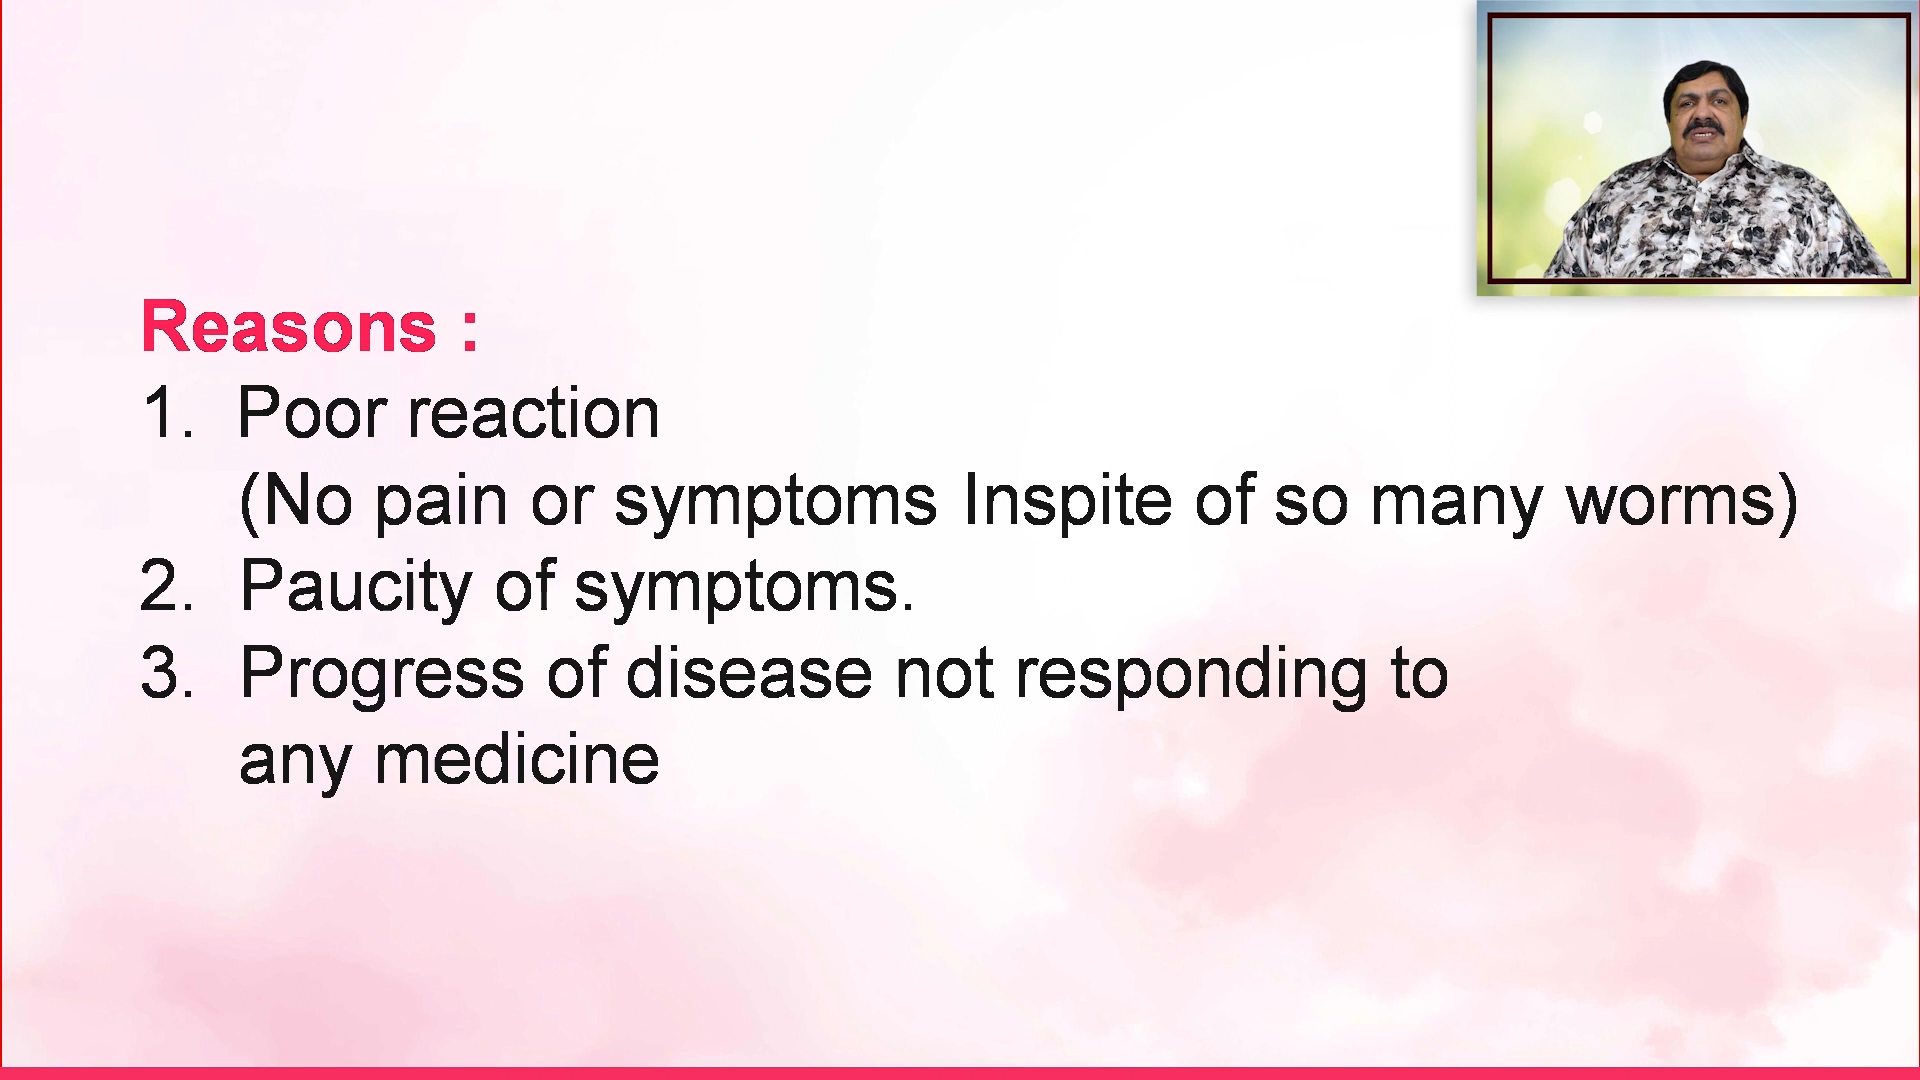 Reasons :
1. Poor reaction
(No pain or symptoms Inspite of so many worms)
2. Paucity of symptoms.
3. Progress of disease not responding to
any medicine